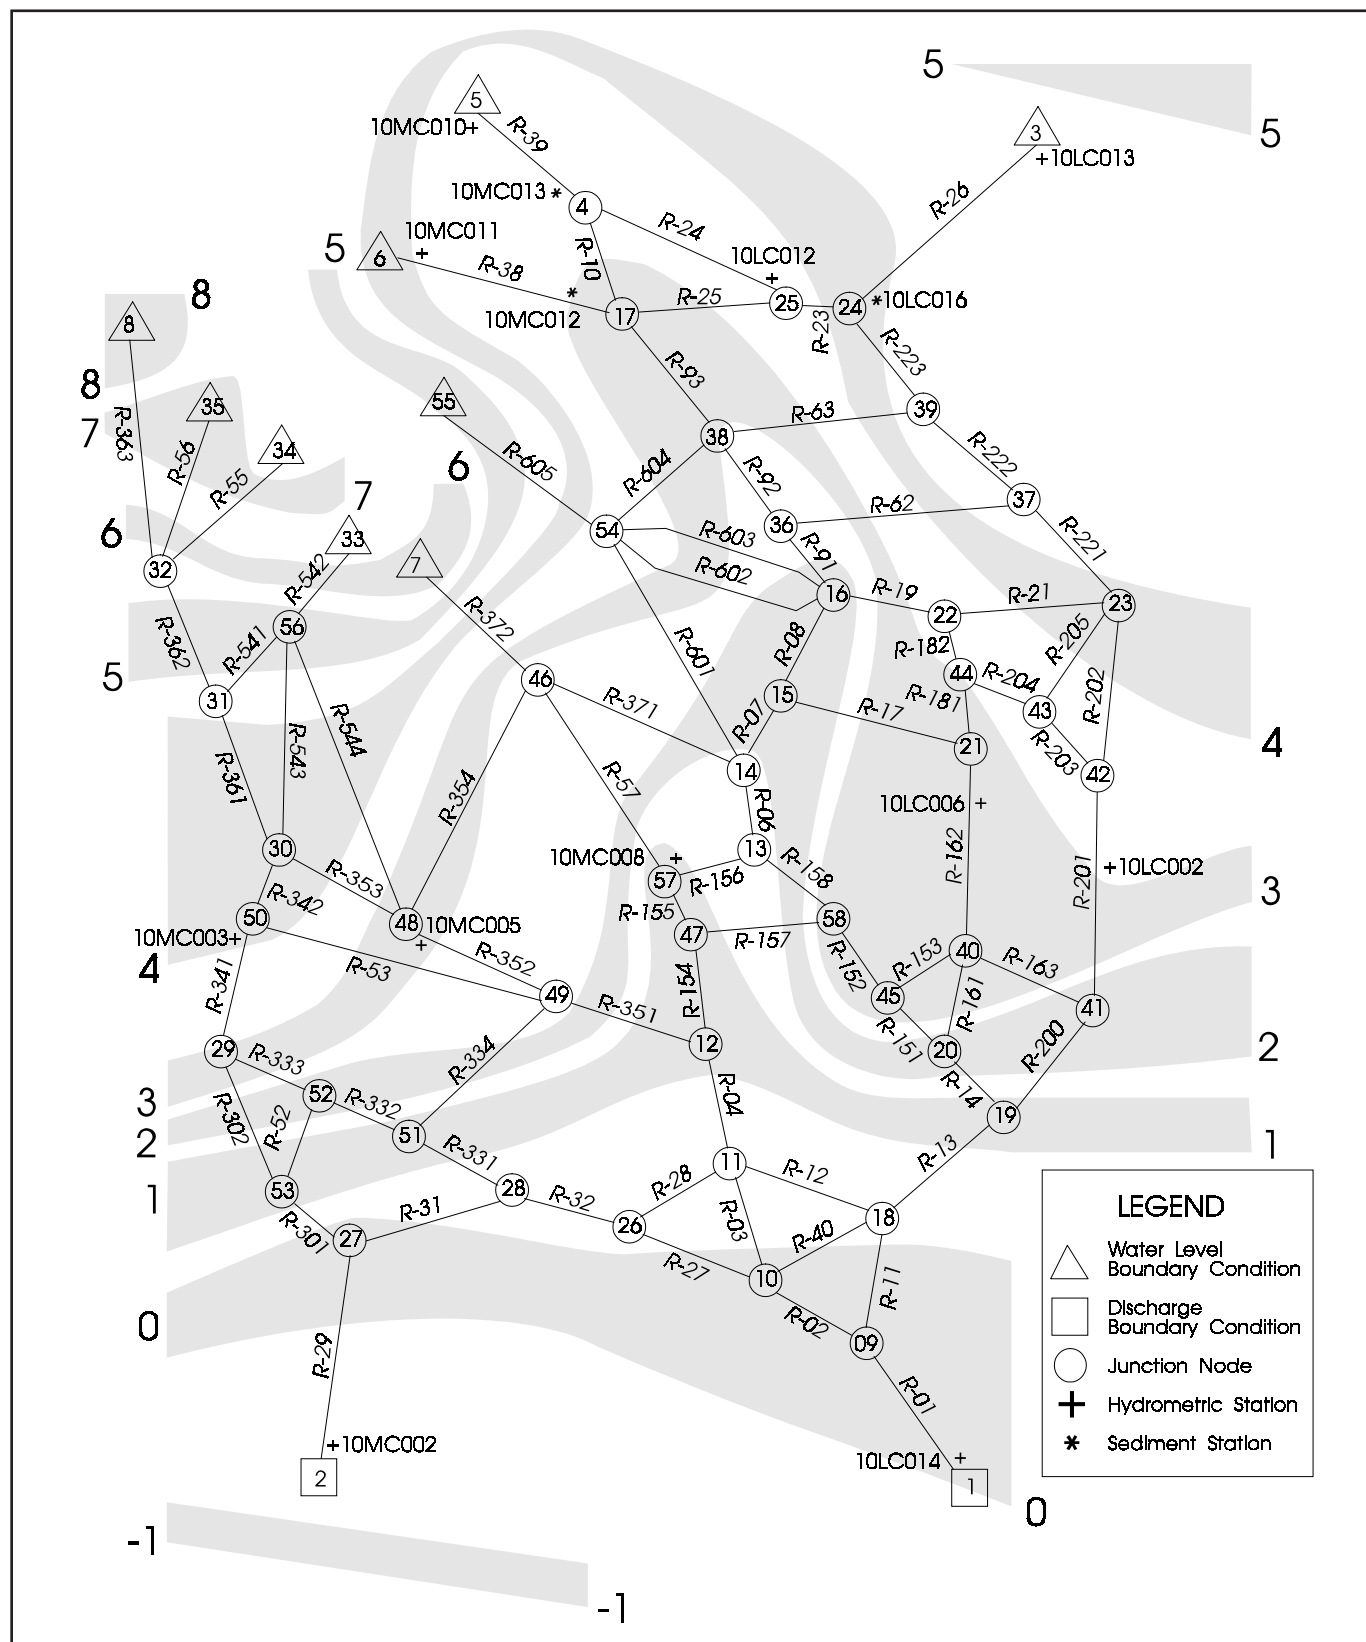 5
5
5
10MC010+
R-39
3
+10LC013
10MC013 *
4
R-26
R-24
10MC011
+
5
6
R-38
R-10
10LC012
+
*
10MC012
17
R-25
25
R-23
24
*10LC016
8
8
8
R-223
R-93
7
35
R-363
R-56
34
R-55
55
R-605
6
38
R-63
39
R-604
R-92
R-222
7
6
33
R-542
7
32
54
R-603
R-602
36
R-62
37
R-91
R-221
R-372
16
R-19
22
R-21
23
R-362
R-541
56
R-08
R-182
R-205
5
31
R-601
46
R-371
15
44
R-204
R-202
R-181
43
R-543
R-544
R-07
R-17
21
R-203
4
R-361
R-354
R-57
14
42
R-06
10LC006 +
R-162
30
R-353
10MC008
+
13
R-158
R-201
+10LC002
57
R-156
3
R-342
50
48
10MC005
+
R-155
58
10MC003+
47
R-157
R-153
40
R-163
4
R-53
R-352
R-152
R-341
49
R-351
R-154
45
R-161
41
R-151
29
R-333
R-334
12
20
R-200
2
52
R-14
3
R-332
R-04
19
2
R-302
R-52
51
R-13
1
R-331
11
R-12
1
53
28
R-32
R-28
R-301
R-31
26
R-03
18
R-40
27
R-27
10
R-11
0
R-02
09
R-29
R-01
+10MC002
10LC014 +
2
1
0
-1
-1
LEGEND
Water Level
Boundary Condition
Discharge
Boundary Condition
Junction Node
+ Hydrometric Station
* Sediment Station